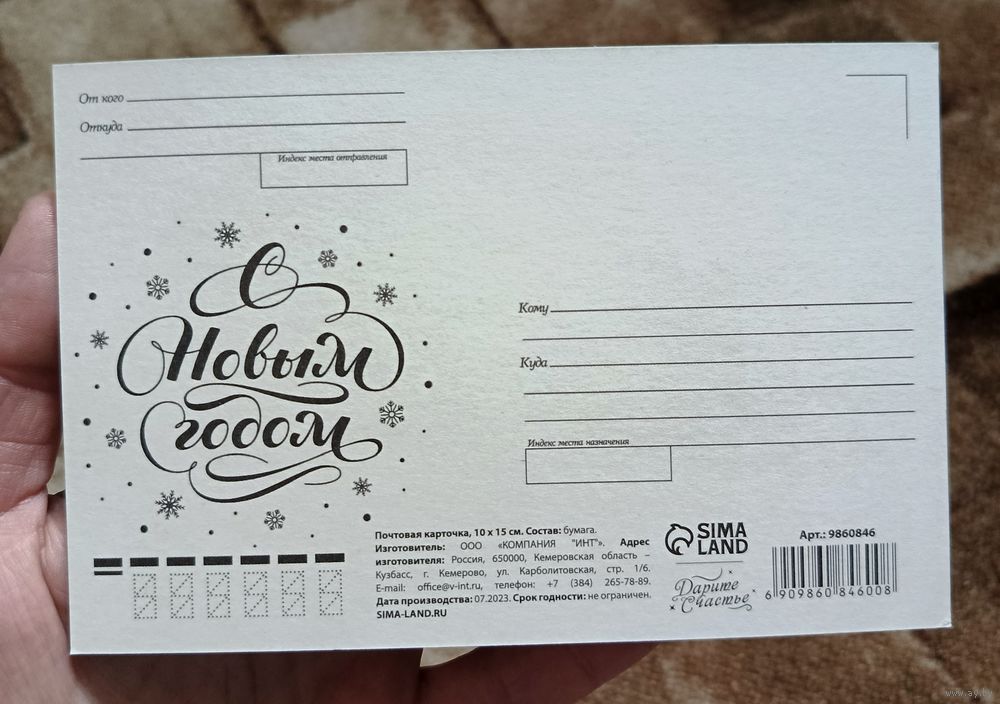 От кого
Откуда
Индекс места отправления
С
Новым
годом
Кому
Куда
Индекс места назначения
Почтовая карточка, 10 х 15 см. Состав: бумага.
Изготовитель: ООО «КОМПАНИЯ "ИНТ"». Адрес
изготовителя: Россия, 650000, Кемеровская область –
Кузбасс, г. Кемерово, ул. Карболитовская, стр. 1/6.
E-mail: office@v-int.ru, телефон: +7 (384) 265-78-89.
Дата производства: 07.2023. Срок годности: не ограничен.
SIMA-LAND.RU
SIMA
LAND
Дарите
Счастье
Арт.: 9860846
6 909860 846008
www.ay.by